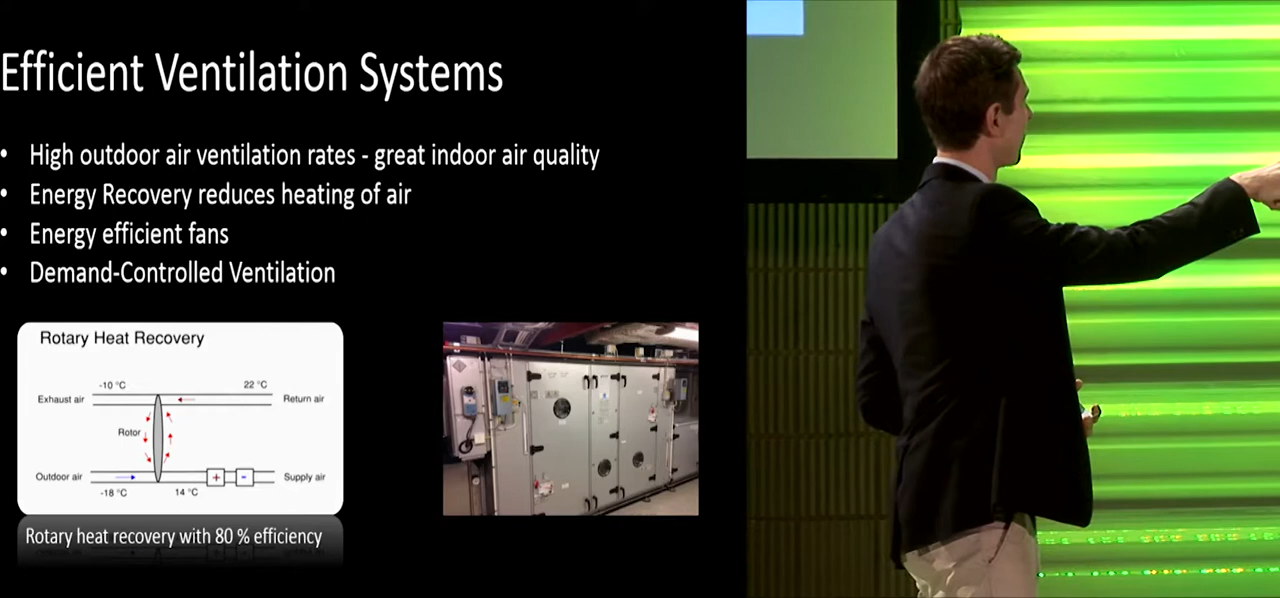 Efficient Ventilation Systems
• High outdoor air ventilation rates - great indoor air quality
• Energy Recovery reduces heating of air
• Energy efficient fans
• Demand-Controlled Ventilation
Rotary Heat Recovery
-10 °C 22 °C
Exhaust air Return air
Rotor
Outdoor air + - Supply air
-18 °C 14 °C
Rotary heat recovery with 80 % efficiency